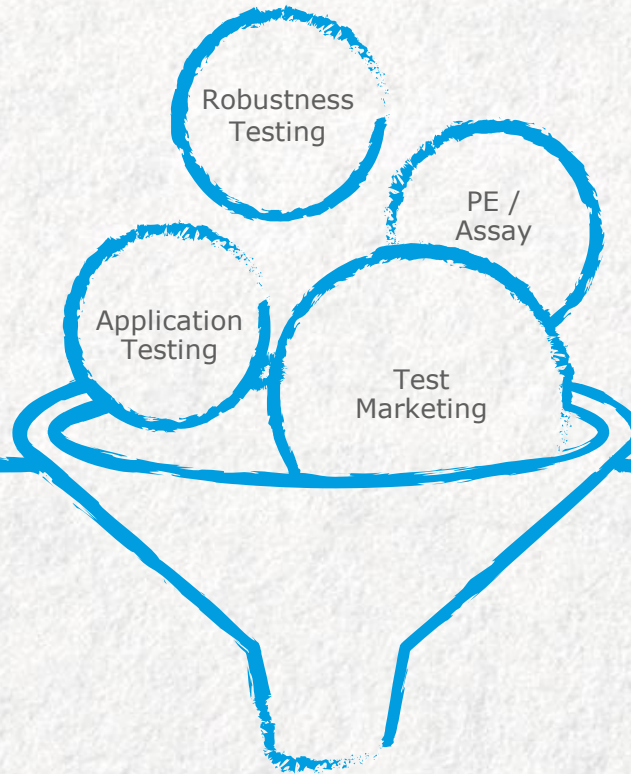 Robustness
Testing
PE /
Assay
Application
Testing
Test
Marketing